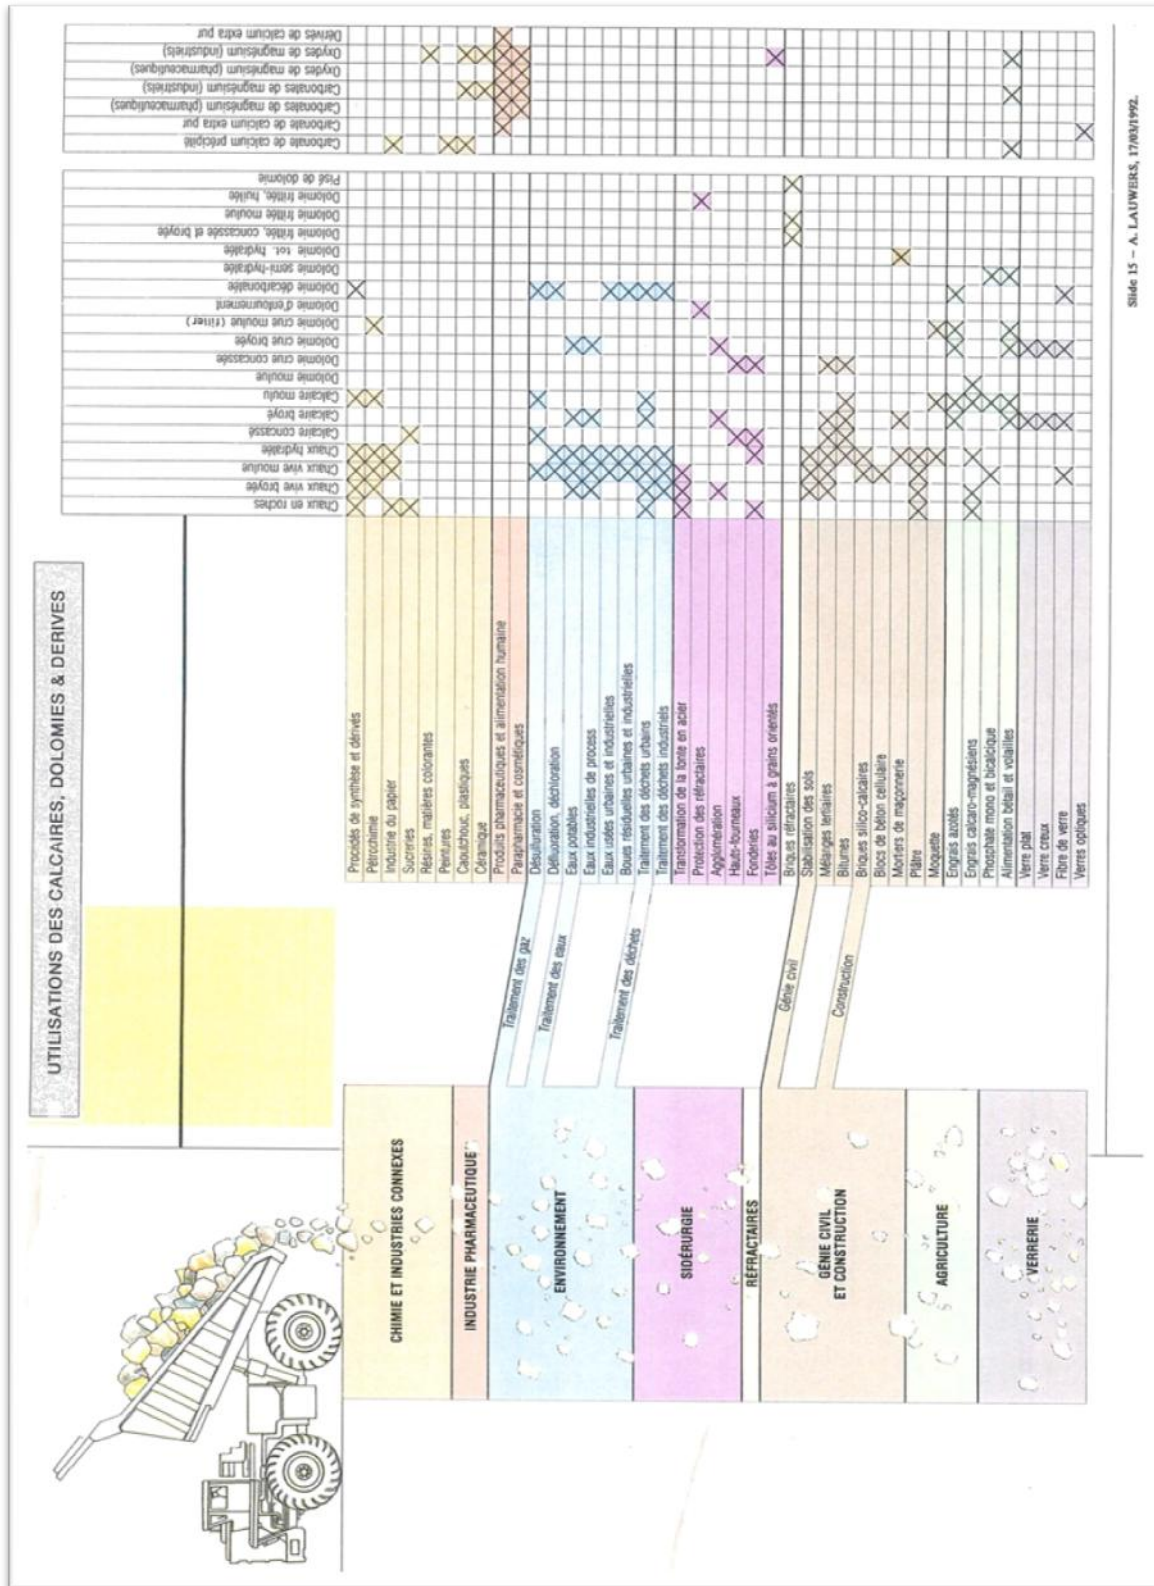 UTILISATIONS DES CALCAIRES, DOLOMIES & DERIVES
Chaux en roches
Chaux vive broyée
Chaux vive moulue
Chaux hydratée
Calcaire concassé
Calcaire broyé
Calcaire moulu
Dolomie moulue
Dolomie crue concassée
Dolomie crue broyée
Dolomie crue moulue (filler)
Dolomie d'enfournement
Dolomie décarbonatée
Dolomie semi-hydratée
Dolomie tot. hydratée
Dolomie frittée, concassée et broyée
Dolomie frittée moulue
Dolomie frittée, huilée
Pisé de dolomie
Carbonate de calcium précipité
Carbonate de calcium extra pur
Carbonates de magnésium (pharmaceutiques)
Carbonates de magnésium (industriels)
Oxydes de magnésium (pharmaceutiques)
Oxydes de magnésium (industriels)
Dérivés de calcium extra pur
CHIMIE ET INDUSTRIES CONNEXES
Procédés de synthèse et dérivés
Pétrochimie
Industrie du papier
Sucreries
Résines, matières colorantes
Peintures
Caoutchouc, plastiques
Céramique
INDUSTRIE PHARMACEUTIQUE
Produits pharmaceutiques et alimentation humaine
Parapharmacie et cosmétiques
ENVIRONNEMENT
Traitement des gaz
Traitement des eaux
Traitement des déchets
Désulfuration
Défluoration, déchloration
Eaux potables
Eaux industrielles de process
Eaux usées urbaines et industrielles
Boues résiduelles urbaines et industrielles
Traitement des déchets urbains
Traitement des déchets industriels
SIDÉRURGIE
Transformation de la fonte en acier
Protection des réfractaires
Agglomération
Hauts-fourneaux
Fonderies
Tôles au silicium à grains orientés
RÉFRACTAIRES
Briques réfractaires
GÉNIE CIVIL
ET CONSTRUCTION
Génie civil
Construction
Stabilisation des sols
Mélanges tertiaires
Bitumes
Briques silico-calcaires
Blocs de béton cellulaire
Mortiers de maçonnerie
Plâtre
Moquette
AGRICULTURE
Engrais azotés
Engrais calcaro-magnésiens
Phosphate mono et bicalcique
Alimentation bétail et volailles
VERRERIE
Verre plat
Verre creux
Fibre de verre
Verres optiques
Slide 15 – A. LAUWERS, 17/03/1992.